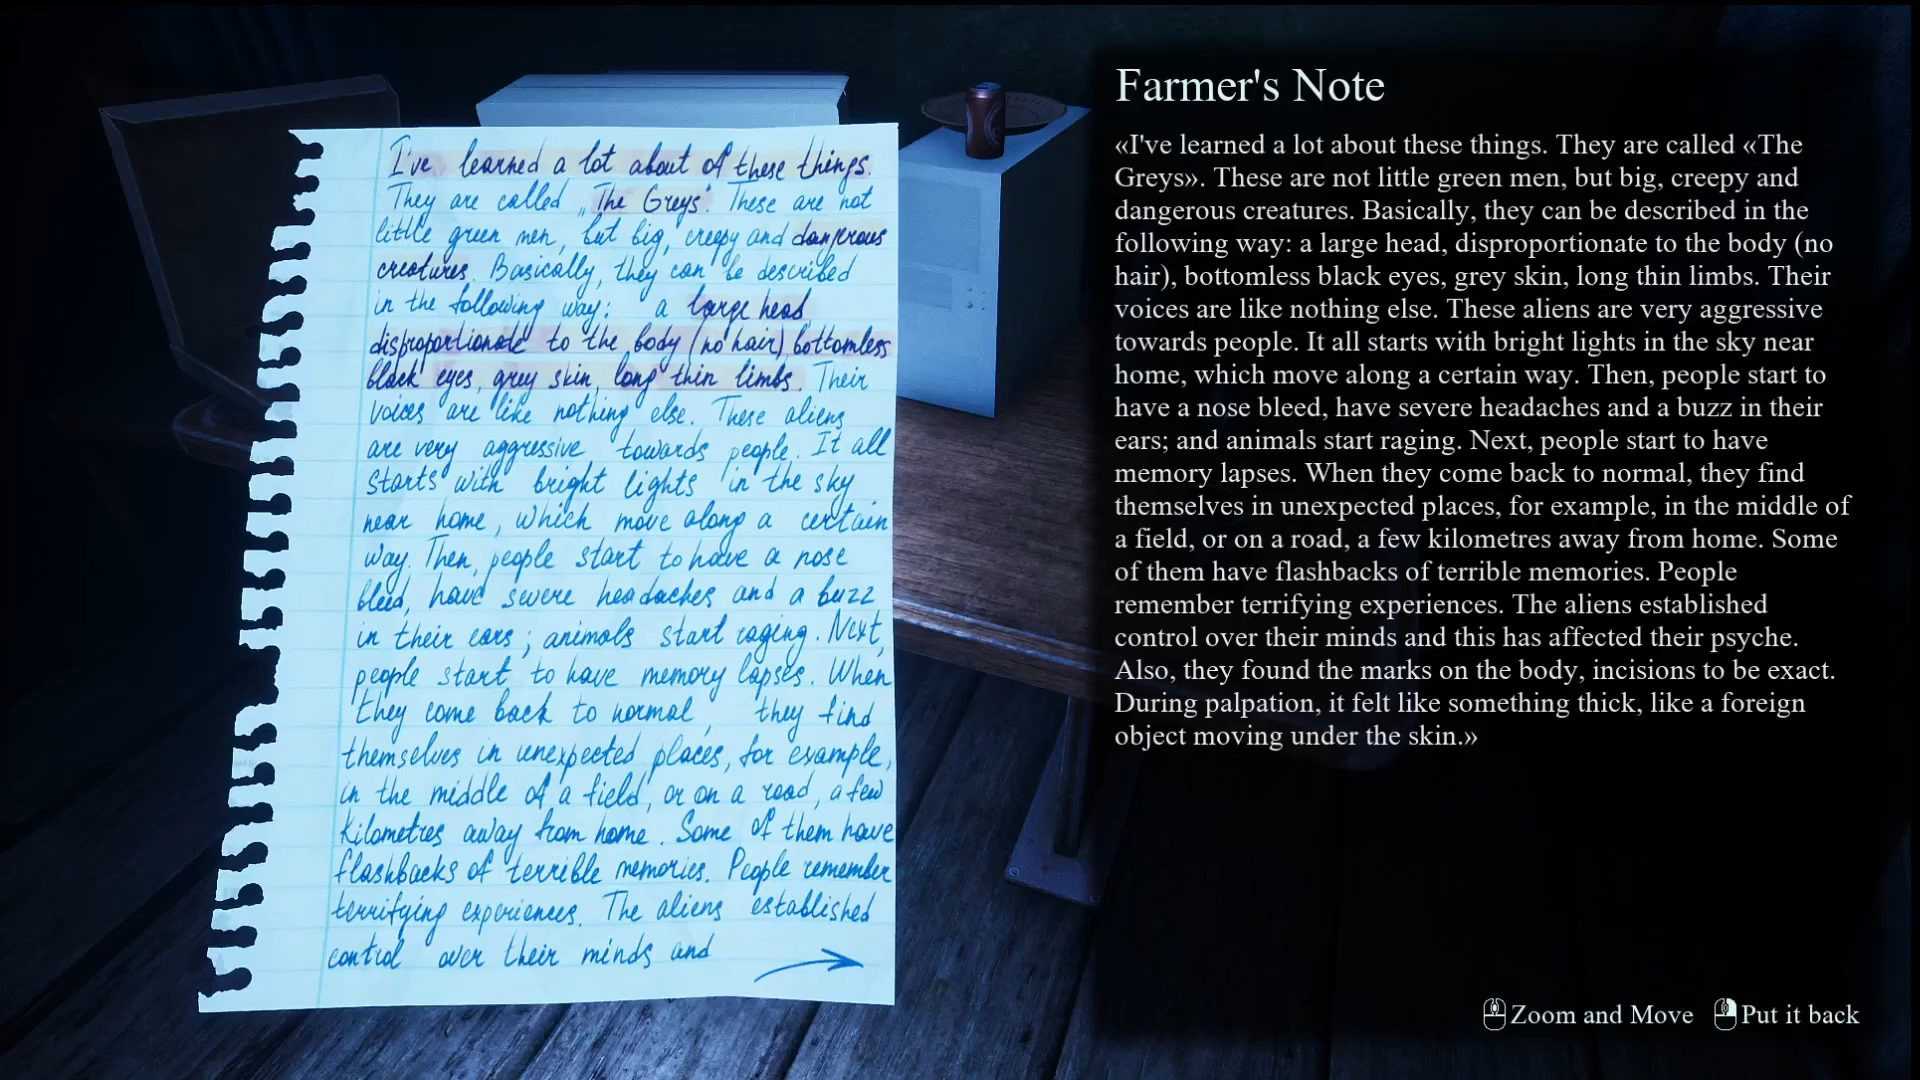 I've learned a lot about of these things.
They are called „The Greys". These are not
little green men, but big, creepy and dangerous
creatures. Basically, they can be described
in the following way: a large head,
disproportionate to the body (no hair), bottomless
black eyes, grey skin, long thin limbs. Their
voices are like nothing else. These aliens
are very aggressive towards people. It all
starts with bright lights in the sky
near home, which move along a certain
way. Then, people start to have a nose
bleed, have severe headaches and a buzz
in their ears; animals start raging. Next,
people start to have memory lapses. When
they come back to normal, they find
themselves in unexpected places, for example,
in the middle of a field, or on a road, a few
kilometres away from home. Some of them have
flashbacks of terrible memories. People remember
terrifying experiences. The aliens established
control over their minds and
Farmer's Note
«I've learned a lot about these things. They are called «The
Greys». These are not little green men, but big, creepy and
dangerous creatures. Basically, they can be described in the
following way: a large head, disproportionate to the body (no
hair), bottomless black eyes, grey skin, long thin limbs. Their
voices are like nothing else. These aliens are very aggressive
towards people. It all starts with bright lights in the sky near
home, which move along a certain way. Then, people start to
have a nose bleed, have severe headaches and a buzz in their
ears; and animals start raging. Next, people start to have
memory lapses. When they come back to normal, they find
themselves in unexpected places, for example, in the middle of
a field, or on a road, a few kilometres away from home. Some
of them have flashbacks of terrible memories. People
remember terrifying experiences. The aliens established
control over their minds and this has affected their psyche.
Also, they found the marks on the body, incisions to be exact.
During palpation, it felt like something thick, like a foreign
object moving under the skin.»
Zoom and Move Put it back